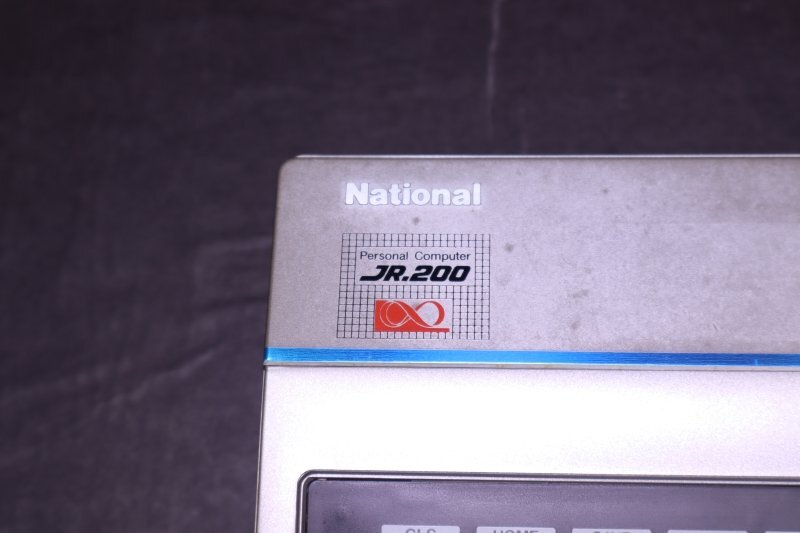 National
Personal Computer
JR.200
CLS HOME